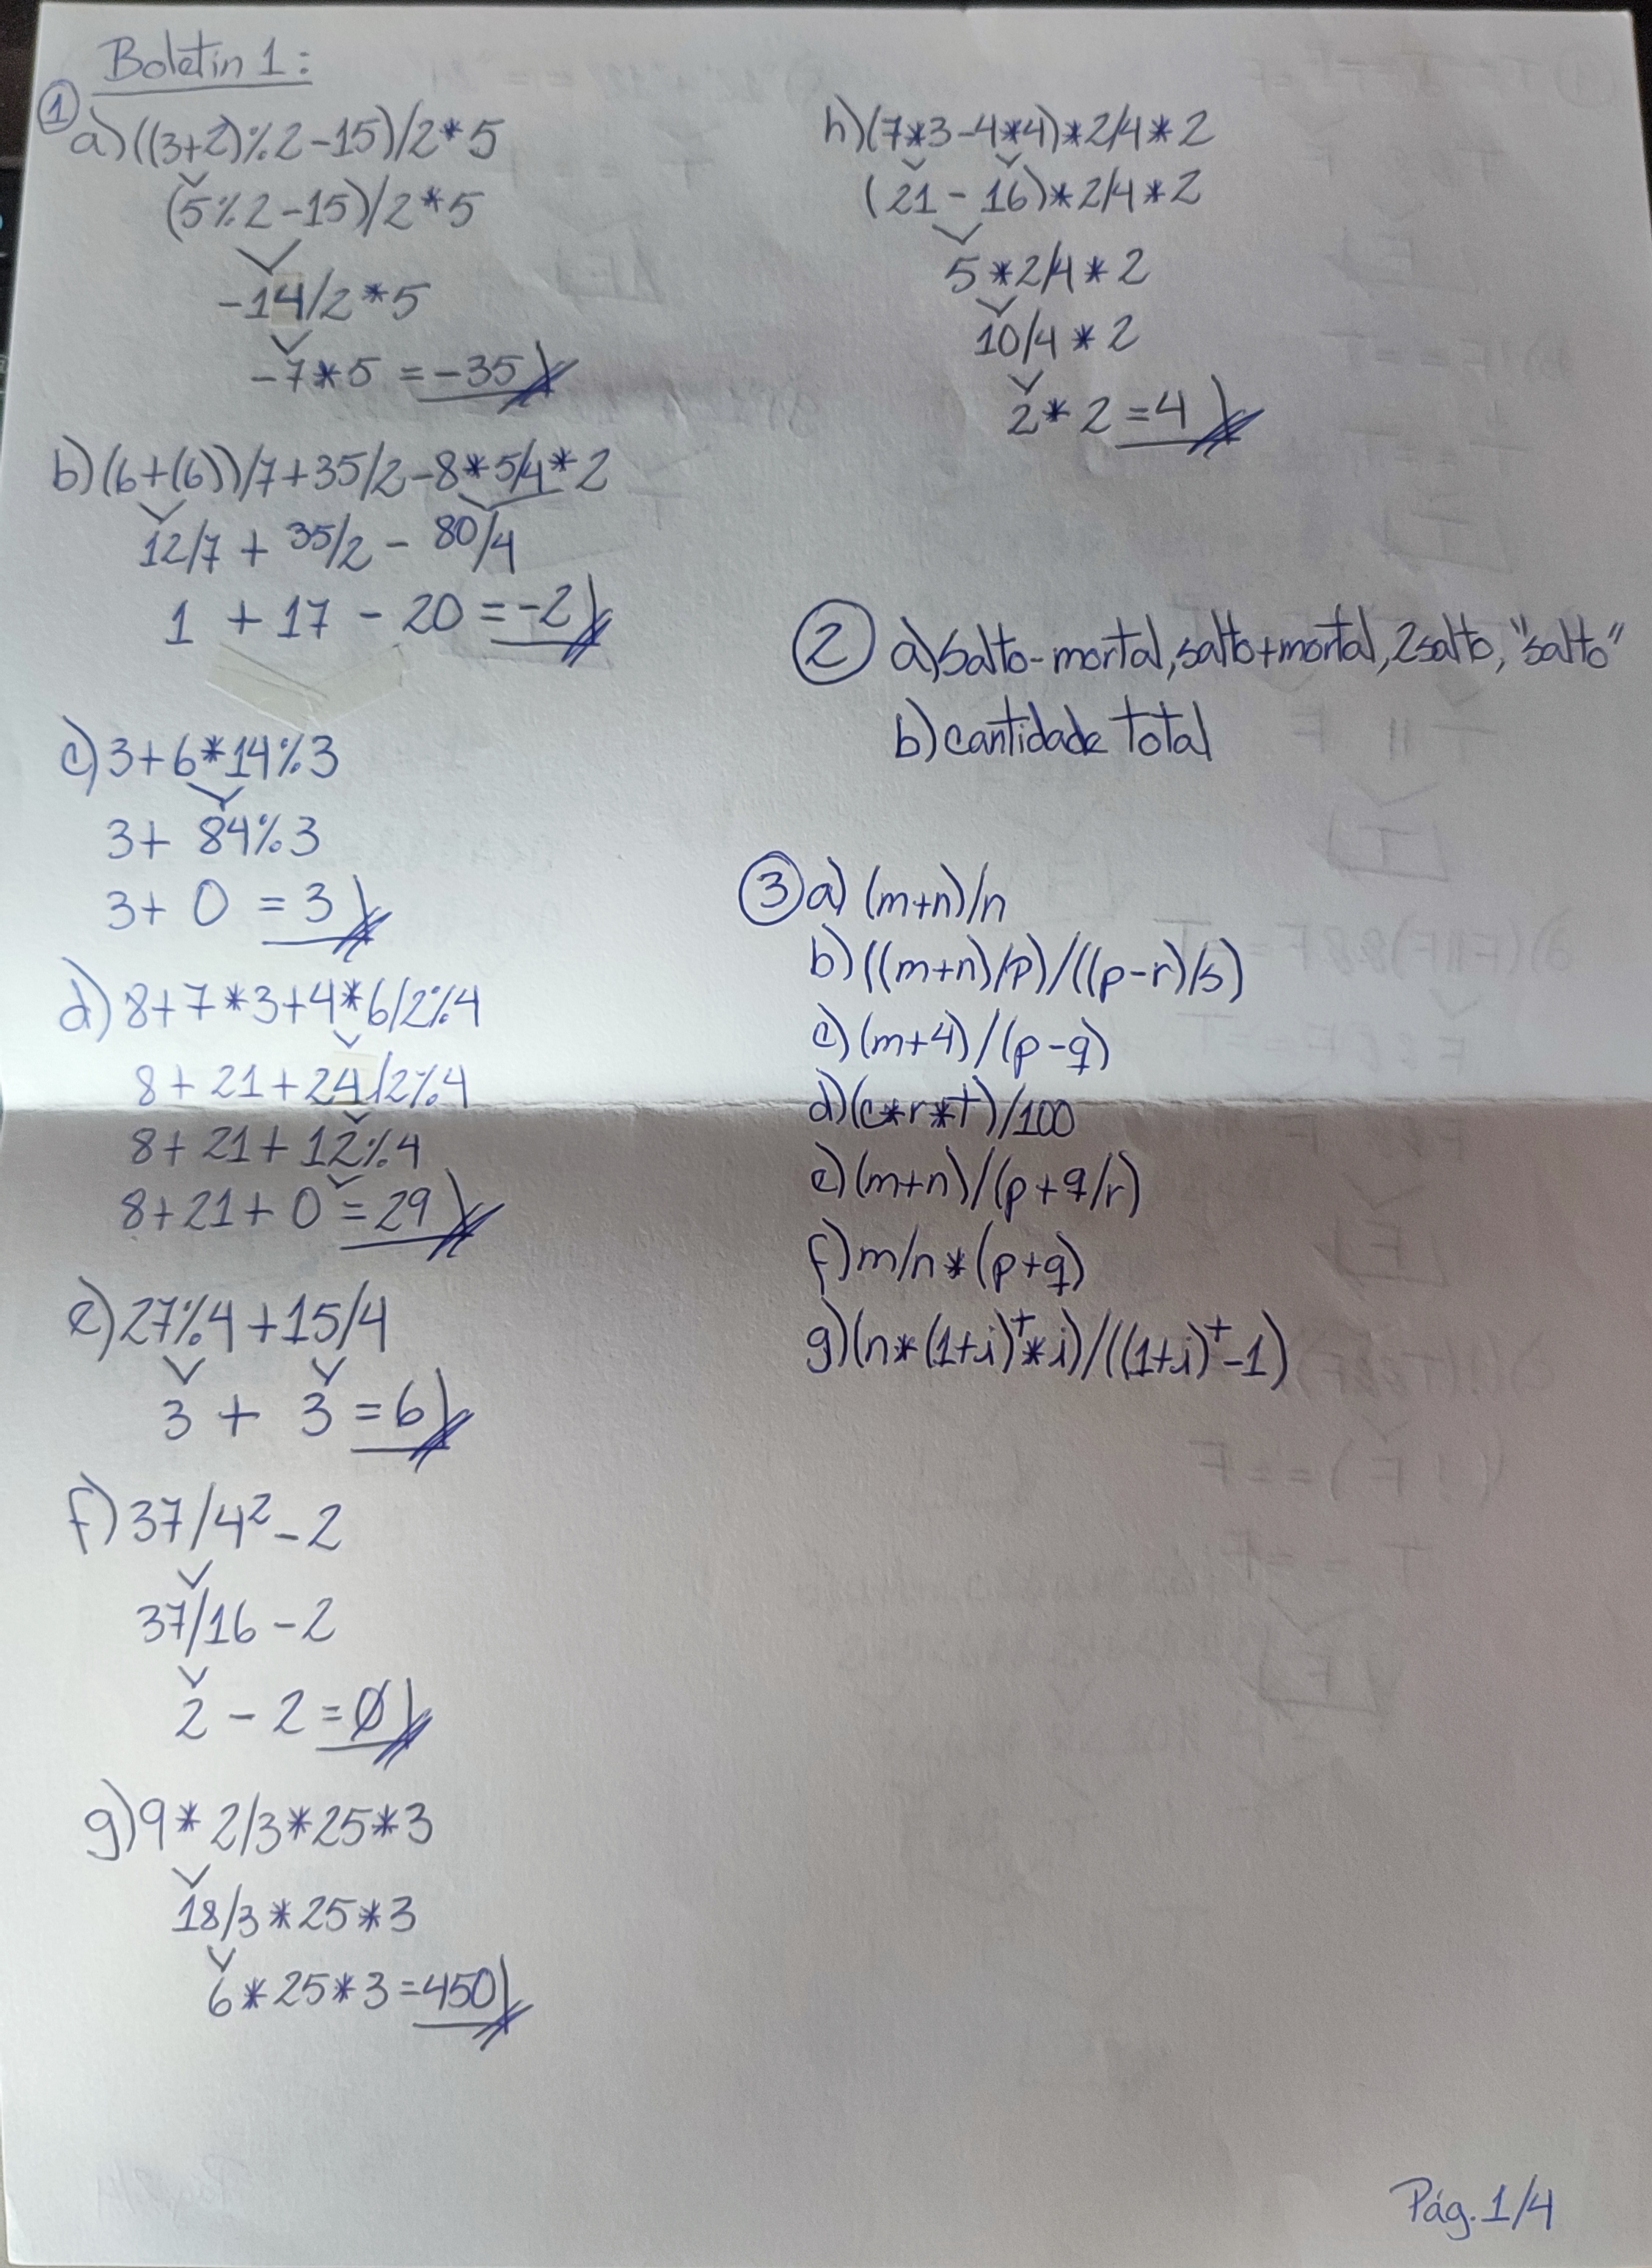 Boletin 1:
① a) ((3+2)%2-15)/2*5
(5%2-15)/2*5
-14/2*5
-7*5 = -35
b) (6+(6))/7+35/2-8*5/4*2
12/7 + 35/2 - 80/4
1 + 17 - 20 = -2
c) 3+6*14%3
3+ 84%3
3+ 0 = 3
d) 8+7*3+4*6/2%4
8+21+24/2%4
8+21+12%4
8+21+0 = 29
e) 27%4+15/4
3 + 3 = 6
f) 37/4²-2
37/16-2
2-2=Ø
g) 9*2/3*25*3
18/3*25*3
6*25*3=450
h) (7*3-4*4)*2/4*2
(21-16)*2/4*2
5*2/4*2
10/4*2
2*2=4
② a) salto-mortal, salto+mortal, 2salto, "salto"
b) cantidade total
③ a) (m+n)/n
b) ((m+n)/p)/((p-r)/s)
c) (m+4)/(p-q)
d) (c*r*t)/100
e) (m+n)/(p+q/r)
f) m/n*(p+q)
g) (n*(1+i)ᵗ*i)/((1+i)ᵗ-1)
Pág. 1/4